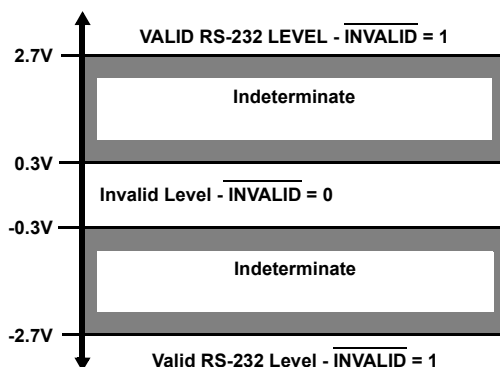 VALID RS-232 LEVEL - INVALID = 1
2.7V
Indeterminate
0.3V
Invalid Level - INVALID = 0
-0.3V
Indeterminate
-2.7V
Valid RS-232 Level - INVALID = 1